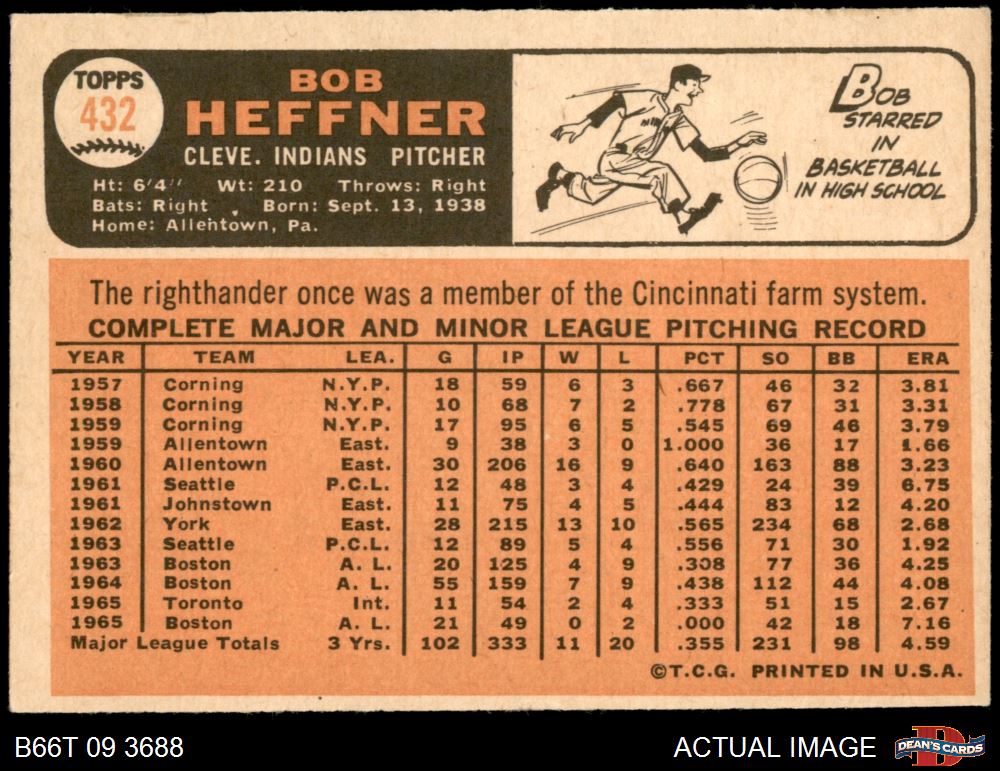 TOPPS
432
BOB
HEFFNER
CLEVE. INDIANS PITCHER
Ht: 6'4" Wt: 210 Throws: Right
Bats: Right Born: Sept. 13, 1938
Home: Allentown, Pa.
BOB
STARRED
IN
BASKETBALL
IN HIGH SCHOOL
The righthander once was a member of the Cincinnati farm system.
COMPLETE MAJOR AND MINOR LEAGUE PITCHING RECORD
YEAR TEAM LEA. G IP W L PCT SO BB ERA
1957 Corning N.Y.P. 18 59 6 3 .667 46 32 3.81
1958 Corning N.Y.P. 10 68 7 2 .778 67 31 3.31
1959 Corning N.Y.P. 17 95 6 5 .545 69 46 3.79
1959 Allentown East. 9 38 3 0 1.000 36 17 1.66
1960 Allentown East. 30 206 16 9 .640 163 88 3.23
1961 Seattle P.C.L. 12 48 3 4 .429 24 39 6.75
1961 Johnstown East. 11 75 4 5 .444 83 12 4.20
1962 York East. 28 215 13 10 .565 234 68 2.68
1963 Seattle P.C.L. 12 89 5 4 .556 71 30 1.92
1963 Boston A. L. 20 125 4 9 .308 77 36 4.25
1964 Boston A. L. 55 159 7 9 .438 112 44 4.08
1965 Toronto Int. 11 54 2 4 .333 51 15 2.67
1965 Boston A. L. 21 49 0 2 .000 42 18 7.16
Major League Totals 3 Yrs. 102 333 11 20 .355 231 98 4.59
©T.C.G. PRINTED IN U.S.A.
B66T 09 3688
ACTUAL IMAGE
D
DEAN'S CARDS